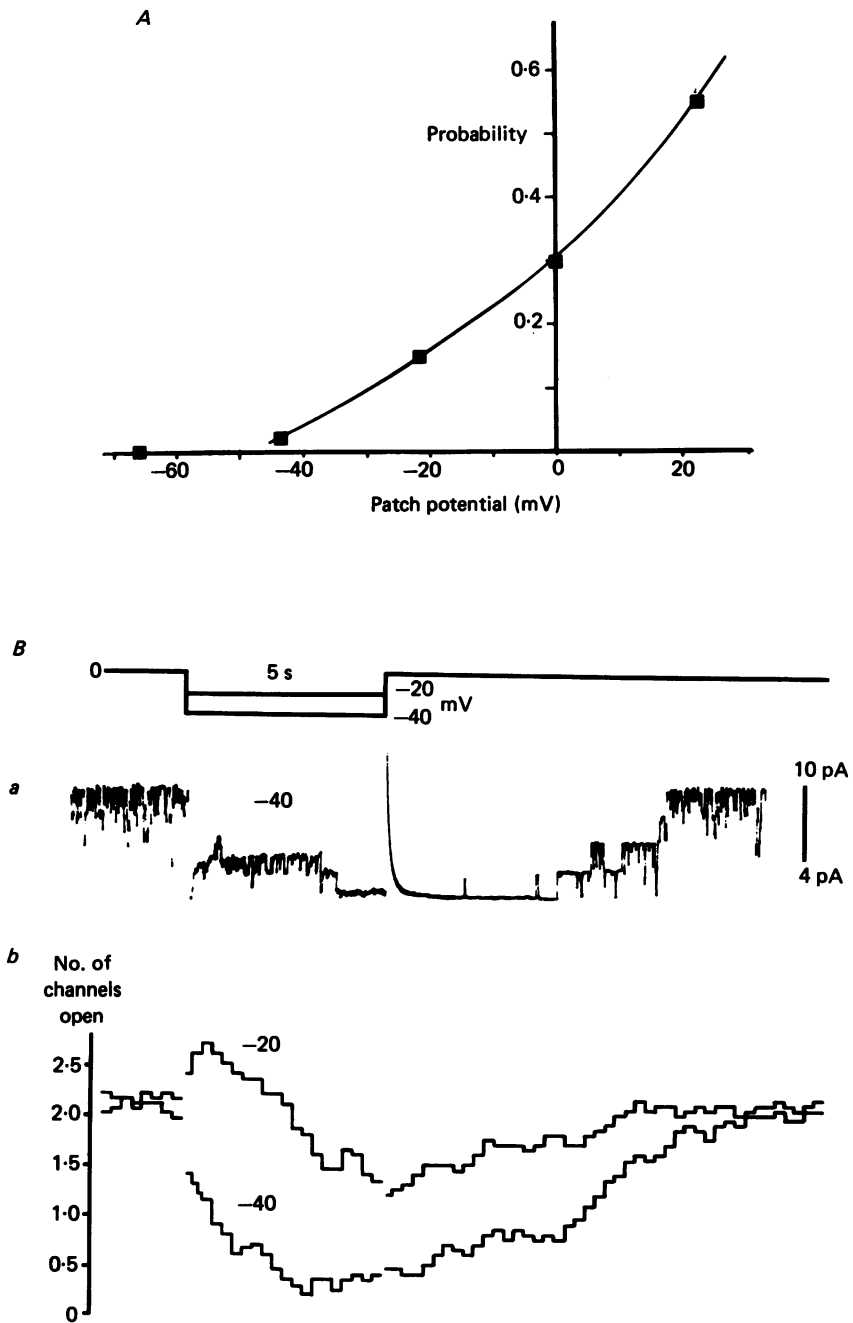 A
0·6
Probability
0·4
0·2
−60
−40
−20
0
20
Patch potential (mV)
B
0
5 s
−20
mV
−40
a
−40
10 pA
4 pA
b
No. of
channels
open
−20
2·5
2·0
1·5
−40
1·0
0·5
0